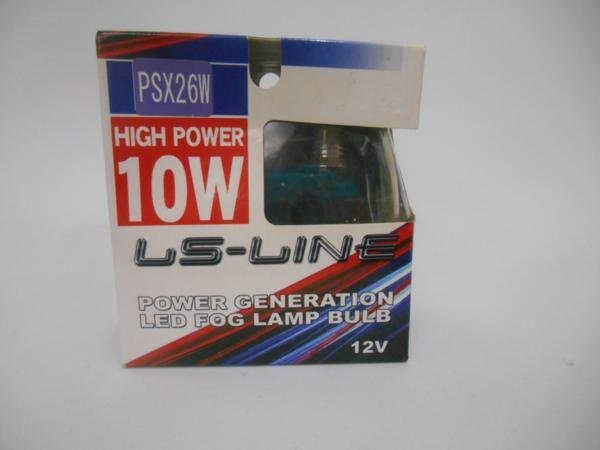 PSX26W
HIGH POWER
10W
LS-LINE
POWER GENERATION
LED FOG LAMP BULB
12V